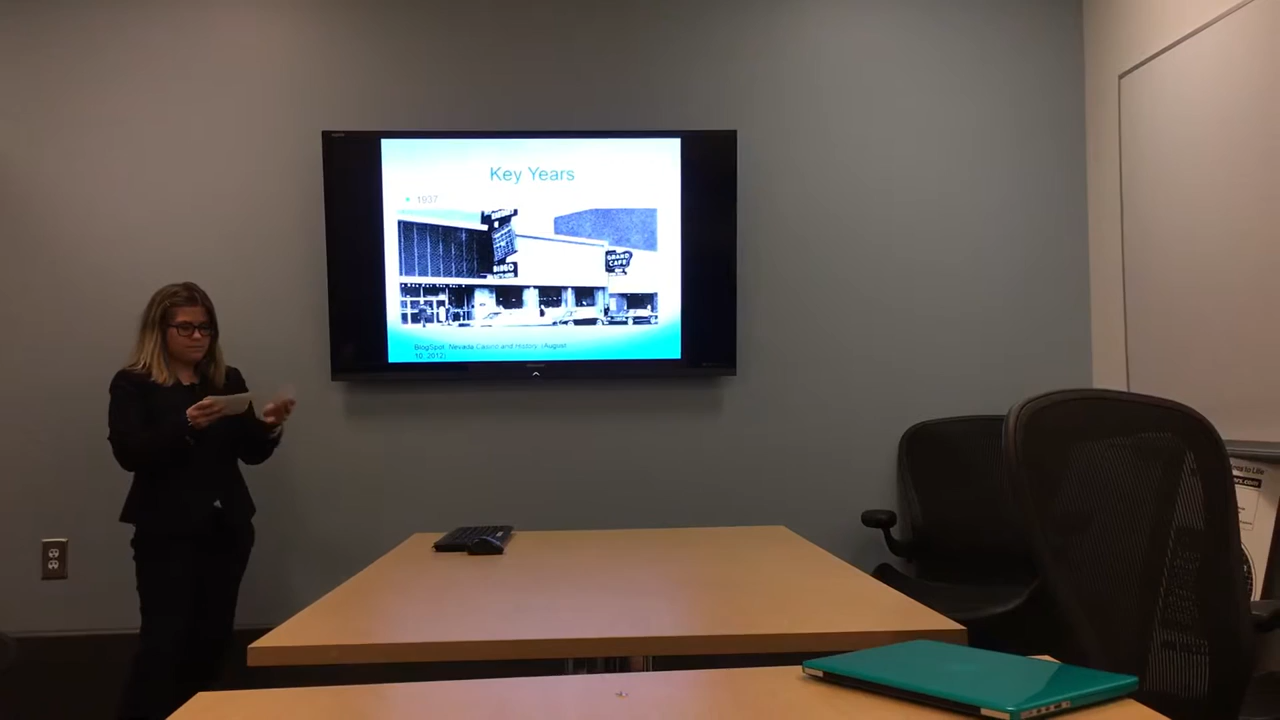 Key Years
1937
BINGO
GRAND
CAFE
BlogSpot. Nevada Casino and History. (August
10, 2012)